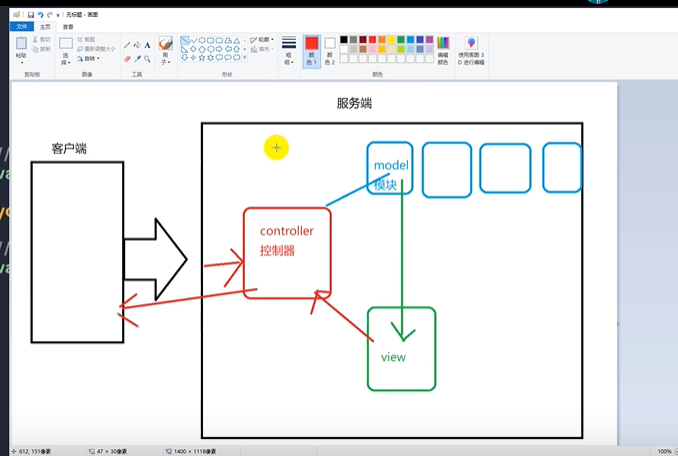 无标题 - 画图
文件 主页 查看
粘贴
剪切
复制
剪贴板
选择
裁剪
重新调整大小
旋转
图像
A
工具
刷子
形状
轮廓
填充
粗细
颜色 1
颜色 2
编辑颜色
颜色
使用画图 3D 进行编辑
服务端
客户端
model
模块
controller
控制器
view
612, 151像素
47 × 30像素
1400 × 1118像素
100%